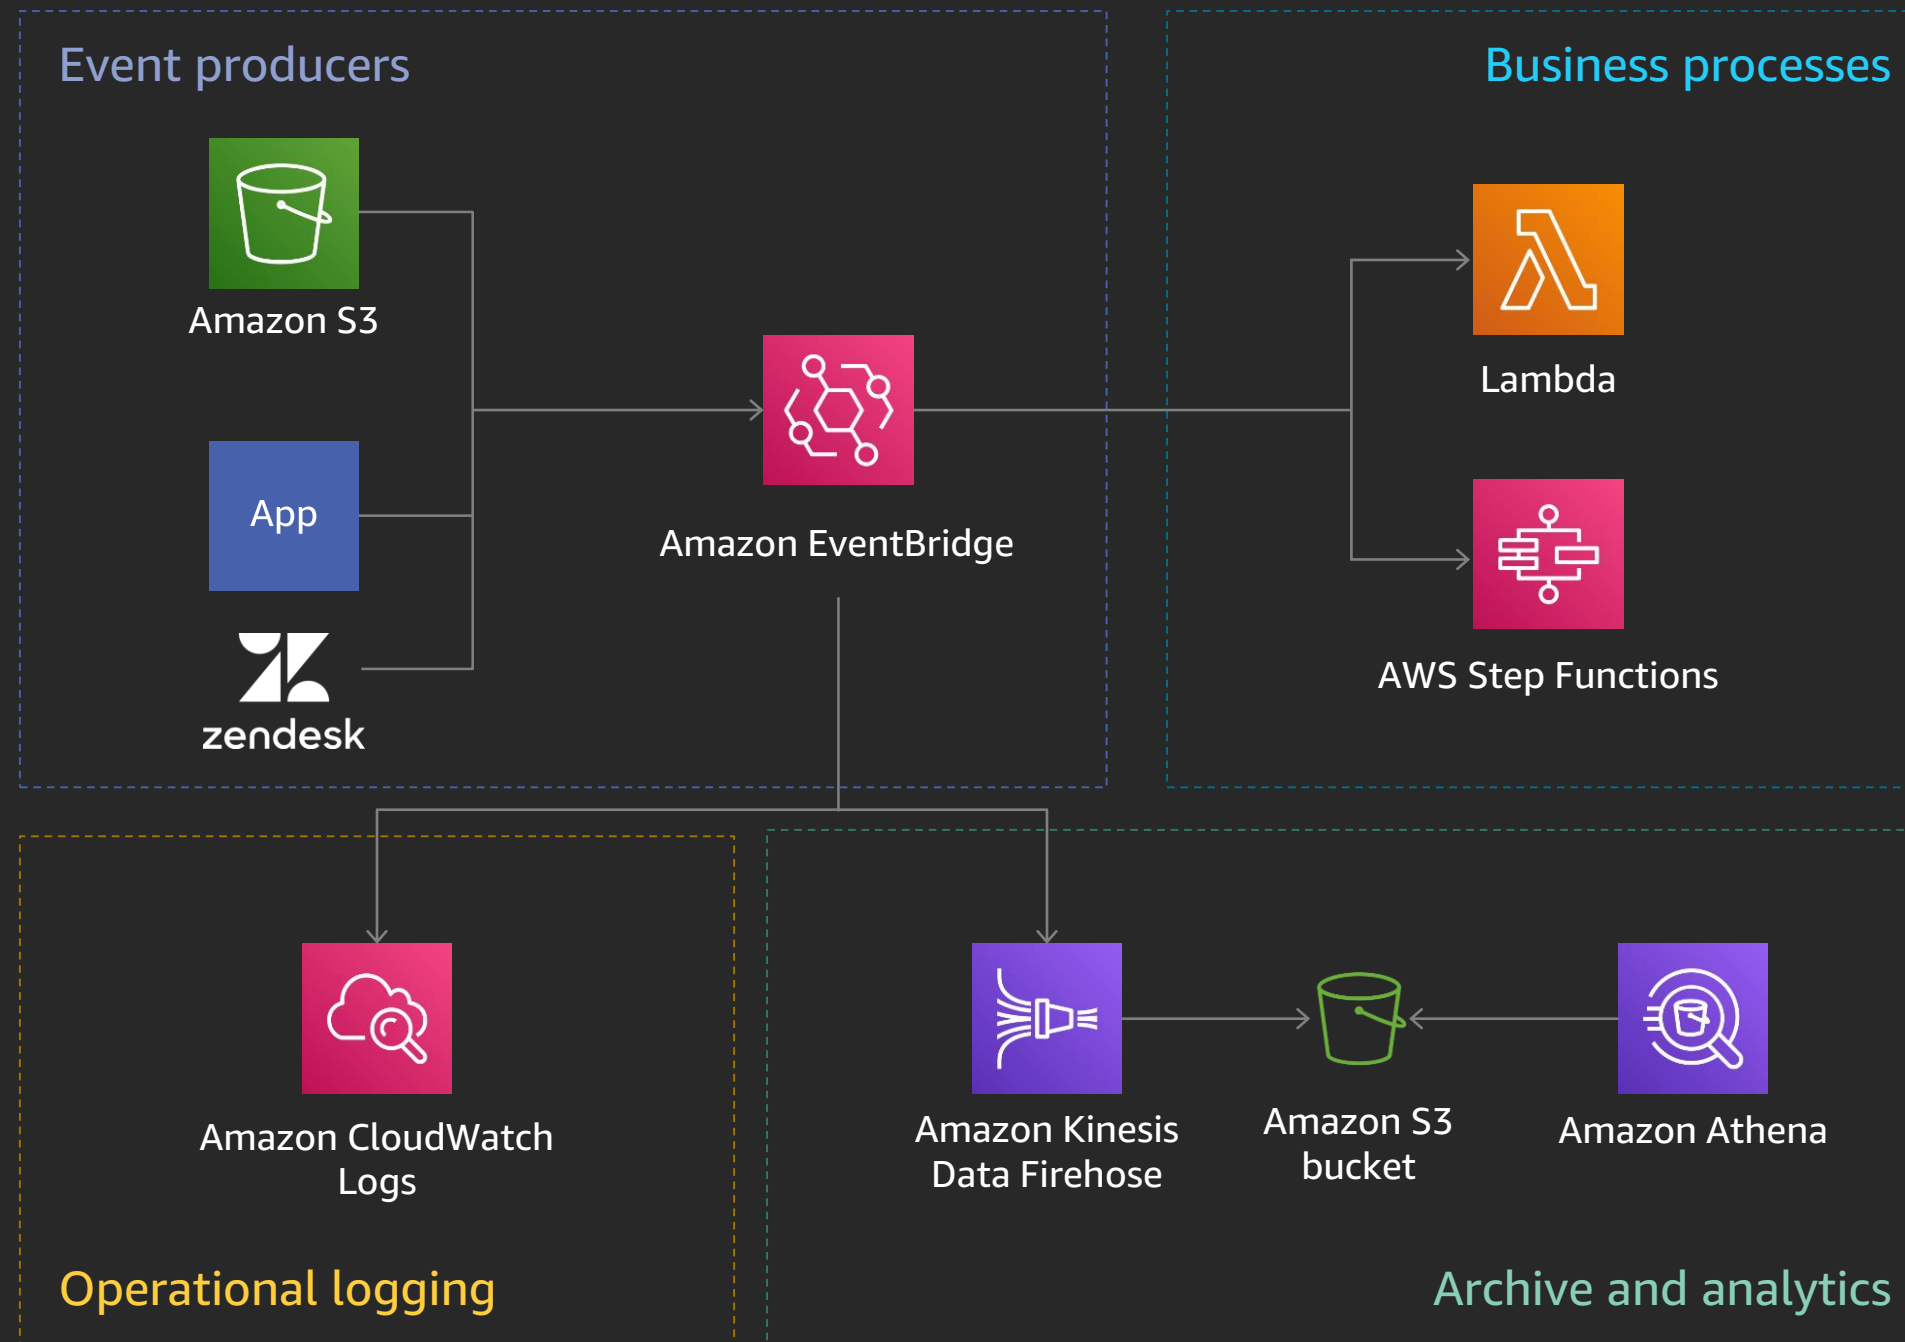 Event producers
Business processes
Amazon S3
Lambda
App
Amazon EventBridge
AWS Step Functions
zendesk
Amazon CloudWatch
Logs
Amazon Kinesis
Data Firehose
Amazon S3
bucket
Amazon Athena
Operational logging
Archive and analytics